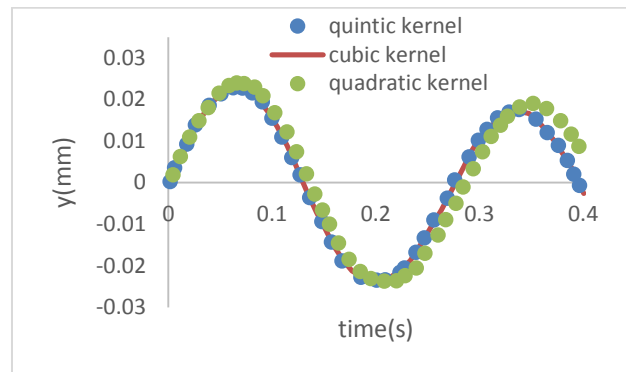 quintic kernel
cubic kernel
quadratic kernel
0.03
0.02
0.01
0
-0.01
-0.02
-0.03
0
0.1
0.2
0.3
0.4
y(mm)
time(s)